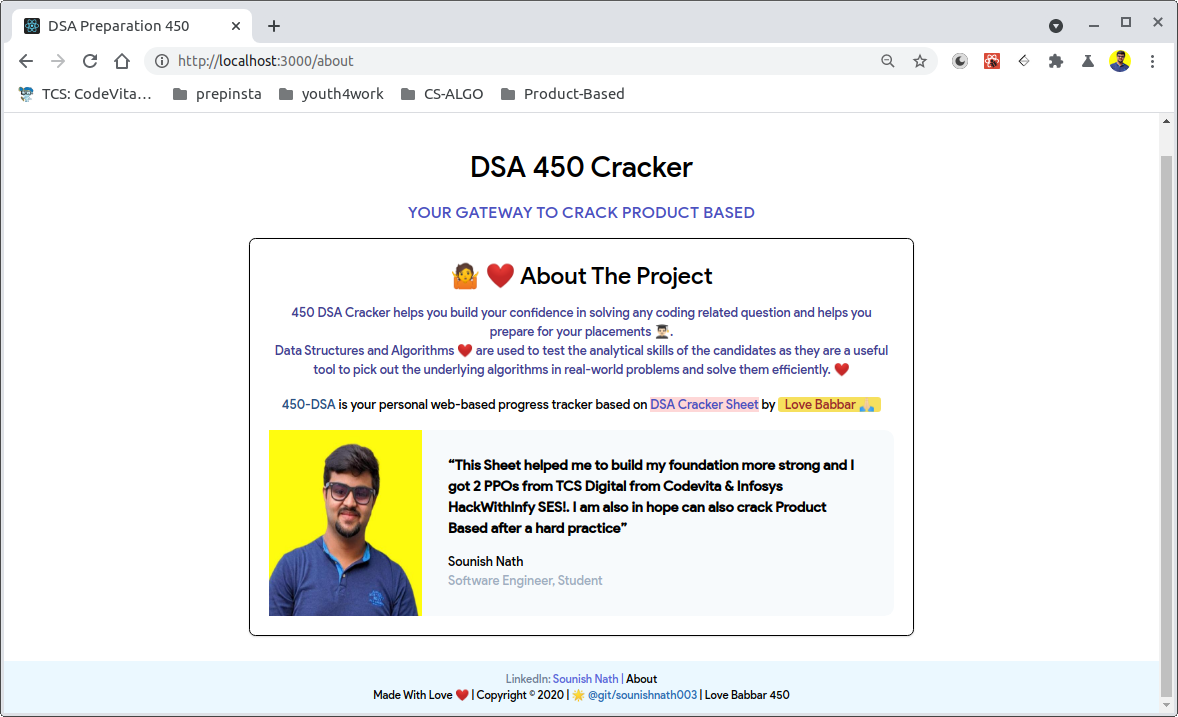 DSA Preparation 450
http://localhost:3000/about
TCS: CodeVita... prepinsta youth4work CS-ALGO Product-Based
DSA 450 Cracker
YOUR GATEWAY TO CRACK PRODUCT BASED
🤷 ❤️ About The Project
450 DSA Cracker helps you build your confidence in solving any coding related question and helps you
prepare for your placements 👨🏻‍🎓.
Data Structures and Algorithms ❤️ are used to test the analytical skills of the candidates as they are a useful
tool to pick out the underlying algorithms in real-world problems and solve them efficiently. ❤️
450-DSA is your personal web-based progress tracker based on DSA Cracker Sheet by Love Babbar 🙌🏻
“This Sheet helped me to build my foundation more strong and I
got 2 PPOs from TCS Digital from Codevita & Infosys
HackWithInfy SES!. I am also in hope can also crack Product
Based after a hard practice”
Sounish Nath
Software Engineer, Student
LinkedIn: Sounish Nath | About
Made With Love ❤️ | Copyright © 2020 | 🌟 @git/sounishnath003 | Love Babbar 450